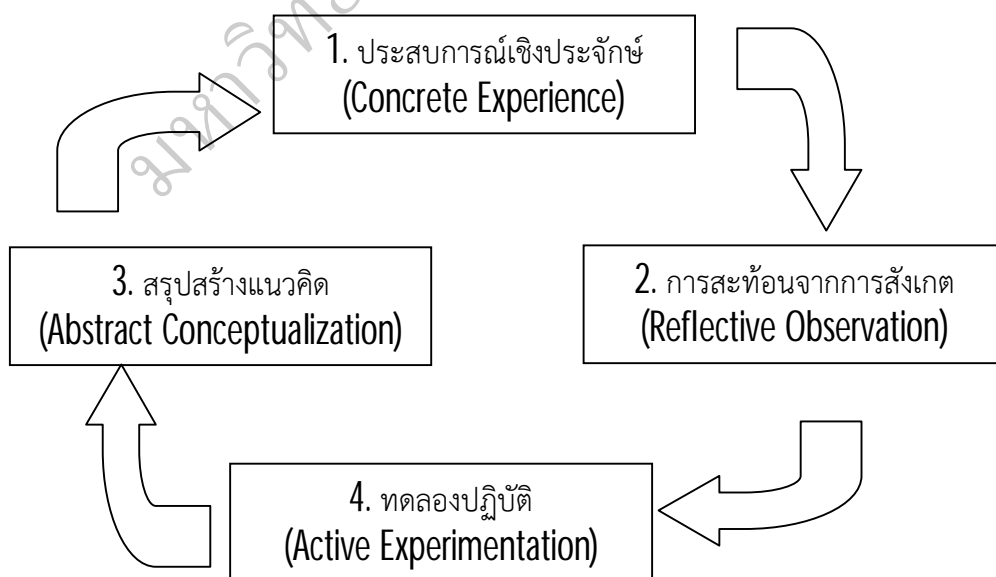 1. ประสบการณ์เชิงประจักษ์
(Concrete Experience)
2. การสะท้อนจากการสังเกต
(Reflective Observation)
3. สรุปสร้างแนวคิด
(Abstract Conceptualization)
4. ทดลองปฏิบัติ
(Active Experimentation)